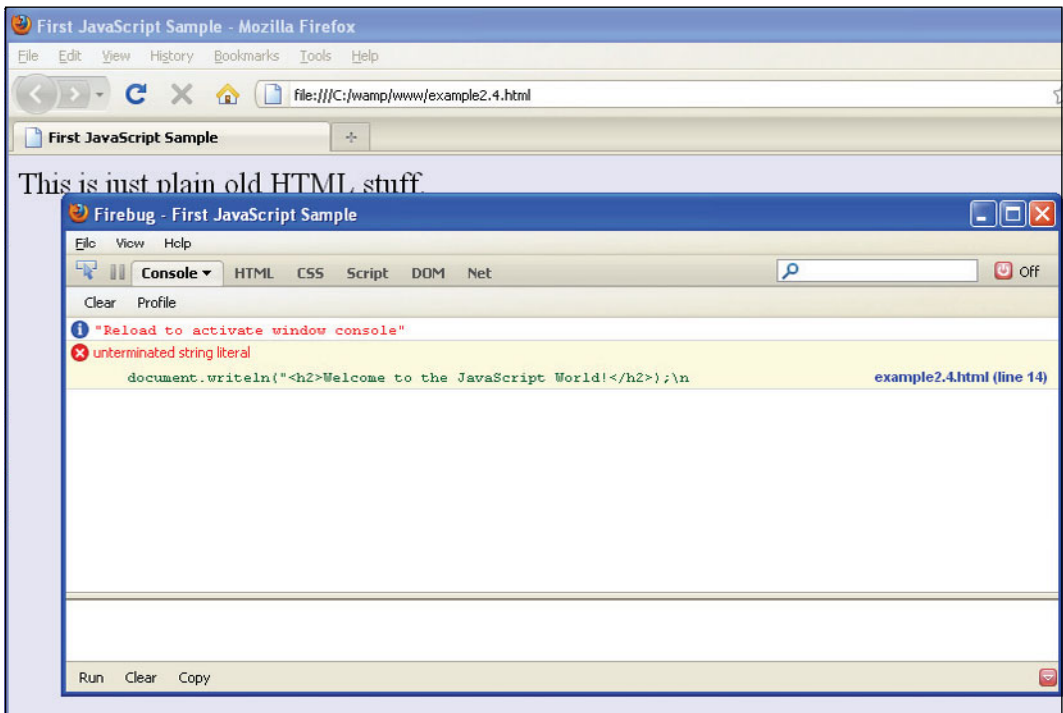 First JavaScript Sample - Mozilla Firefox
File Edit View History Bookmarks Tools Help
file:///C:/wamp/www/example2.4.html
First JavaScript Sample
This is just plain old HTML stuff.
Firebug - First JavaScript Sample
File View Help
Console HTML CSS Script DOM Net Off
Clear Profile
"Reload to activate window console"
unterminated string literal
document.writeln("<h2>Welcome to the JavaScript World!</h2>);\n example2.4.html (line 14)
Run Clear Copy